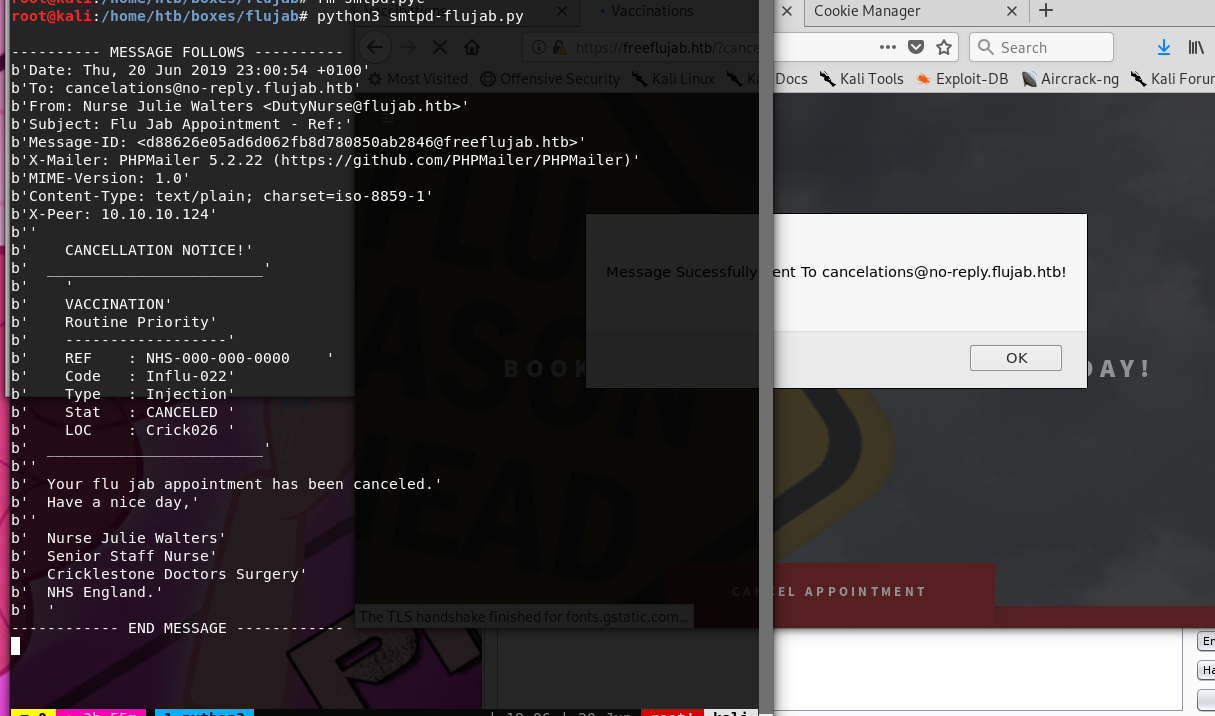 root@kali:/home/htb/boxes/flujab# rm smtpd.pyc
root@kali:/home/htb/boxes/flujab# python3 smtpd-flujab.py
---------- MESSAGE FOLLOWS ----------
b'Date: Thu, 20 Jun 2019 23:00:54 +0100'
b'To: cancelations@no-reply.flujab.htb'
b'From: Nurse Julie Walters <DutyNurse@flujab.htb>'
b'Subject: Flu Jab Appointment - Ref:'
b'Message-ID: <d88626e05ad6d062fb8d780850ab2846@freeflujab.htb>'
b'X-Mailer: PHPMailer 5.2.22 (https://github.com/PHPMailer/PHPMailer)'
b'MIME-Version: 1.0'
b'Content-Type: text/plain; charset=iso-8859-1'
b'X-Peer: 10.10.10.124'
b''
b'    CANCELLATION NOTICE!'
b'  ________________________'
b'    '
b'    VACCINATION'
b'    Routine Priority'
b'    ------------------'
b'    REF    : NHS-000-000-0000    '
b'    Code   : Influ-022'
b'    Type   : Injection'
b'    Stat   : CANCELED '
b'    LOC    : Crick026 '
b'  ________________________'
b''
b'  Your flu jab appointment has been canceled.'
b'  Have a nice day,'
b''
b'  Nurse Julie Walters'
b'  Senior Staff Nurse'
b'  Cricklestone Doctors Surgery'
b'  NHS England.'
b'  '
------------ END MESSAGE ------------
Vaccinations
Cookie Manager
https://freeflujab.htb/?cance
Search
Most Visited
Offensive Security
Kali Linux
Docs
Kali Tools
Exploit-DB
Aircrack-ng
Kali Forum
FLU
SEASON
AHEAD
BOOK
DAY!
Message Sucessfully Sent To cancelations@no-reply.flujab.htb!
OK
CANCEL APPOINTMENT
The TLS handshake finished for fonts.gstatic.com...
En
Ha